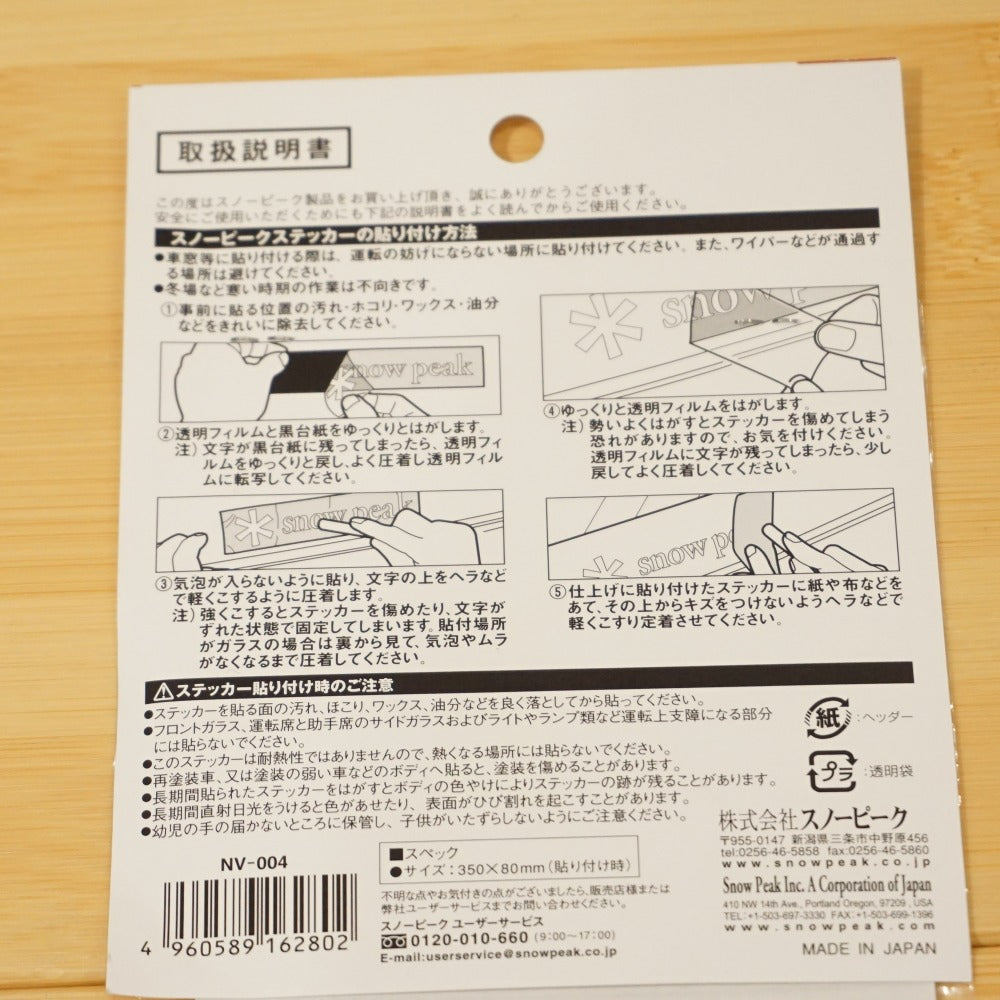 取扱説明書
この度はスノーピーク製品をお買い上げ頂き、誠にありがとうございます。
安全にご使用いただくためにも下記の説明書をよく読んでからご使用ください。
スノーピークステッカーの貼り付け方法
●車窓等に貼り付ける際は、運転の妨げにならない場所に貼り付けてください。また、ワイパーなどが通過す
る場所は避けてください。
●冬場など寒い時期の作業は不向きです。
①事前に貼る位置の汚れ・ホコリ・ワックス・油分
などをきれいに除去してください。
snow peak
②透明フィルムと黒台紙をゆっくりとはがします。
注）文字が黒台紙に残ってしまったら、透明フィ
ルムをゆっくりと戻し、よく圧着し透明フィル
ムに転写してください。
snow peak
③気泡が入らないように貼り、文字の上をヘラなど
で軽くこするように圧着します。
注）強くこするとステッカーを傷めたり、文字が
ずれた状態で固定してしまいます。貼付場所
がガラスの場合は裏から見て、気泡やムラ
がなくなるまで圧着してください。
snow p
④ゆっくりと透明フィルムをはがします。
注）勢いよくはがすとステッカーを傷めてしまう
恐れがありますので、お気を付けください。
透明フィルムに文字が残ってしまったら、少し
戻してよく圧着しくてください。
snow pe
⑤仕上げに貼り付けたステッカーに紙や布などを
あて、その上からキズをつけないようヘラなどで
軽くこすり定着させてください。
⚠ステッカー貼り付け時のご注意
●ステッカーを貼る面の汚れ、ほこり、ワックス、油分などを良く落としてから貼ってください。
●フロントガラス、運転席と助手席のサイドガラスおよびライトやランプ類など運転上支障になる部分
には貼らないでください。
●このステッカーは耐熱性ではありませんので、熱くなる場所には貼らないでください。
●再塗装車、又は塗装の弱い車などのボディへ貼ると、塗装を傷めることがあります。
●長期間貼られたステッカーをはがすとボディの色やけによりステッカーの跡が残ることがあります。
●長期間直射日光をうけると色があせたり、表面がひび割れを起こすことがあります。
●幼児の手の届かないところに保管し、子供がいたずらしないようにご注意ください。
紙：ヘッダー
プラ：透明袋
NV-004
4 960589 162802
■スペック
●サイズ：350×80mm（貼り付け時）
不明な点やお気付きの点がございましたら、販売店様または
弊社ユーザーサービスまでお問い合わせください。
スノーピーク ユーザーサービス
0120-010-660（9:00〜17:00）
E-mail:userservice@snowpeak.co.jp
株式会社スノーピーク
〒955-0147 新潟県三条市中野原456
tel:0256-46-5858 fax:0256-46-5860
www.snowpeak.co.jp
Snow Peak Inc. A Corporation of Japan
410 NW 14th Ave., Portland Oregon, 97209 , USA
TEL:+1-503-697-3330 FAX:+1-503-699-1396
www.snowpeak.com
MADE IN JAPAN